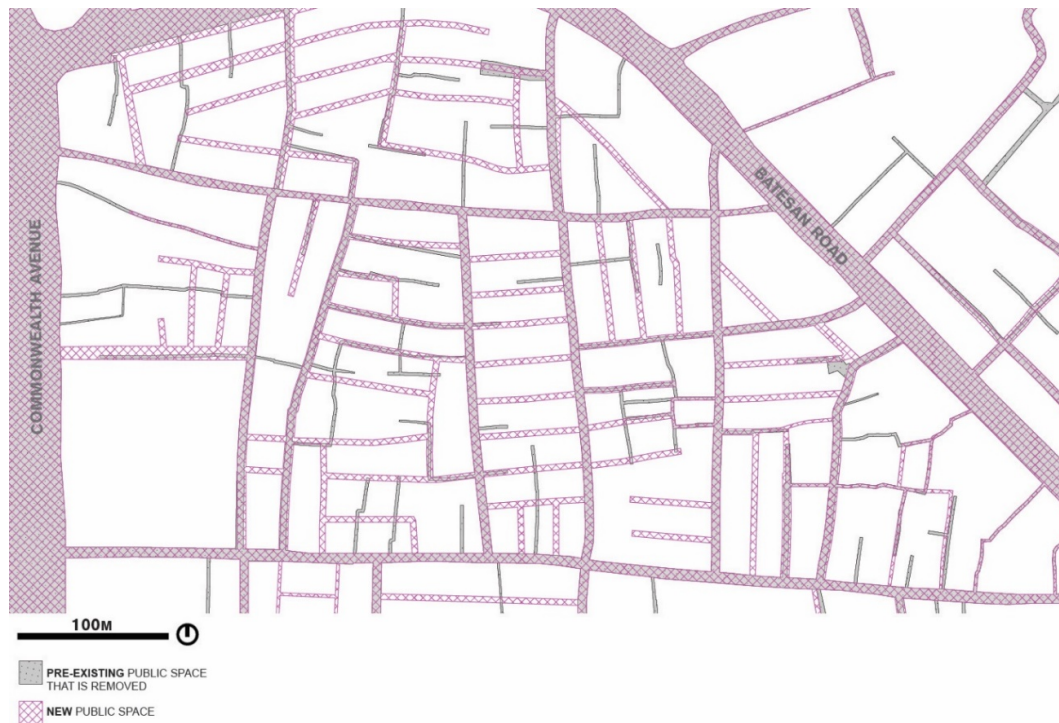 COMMONWEALTH AVENUE
BATESAN ROAD
100M
PRE-EXISTING PUBLIC SPACE
THAT IS REMOVED
NEW PUBLIC SPACE